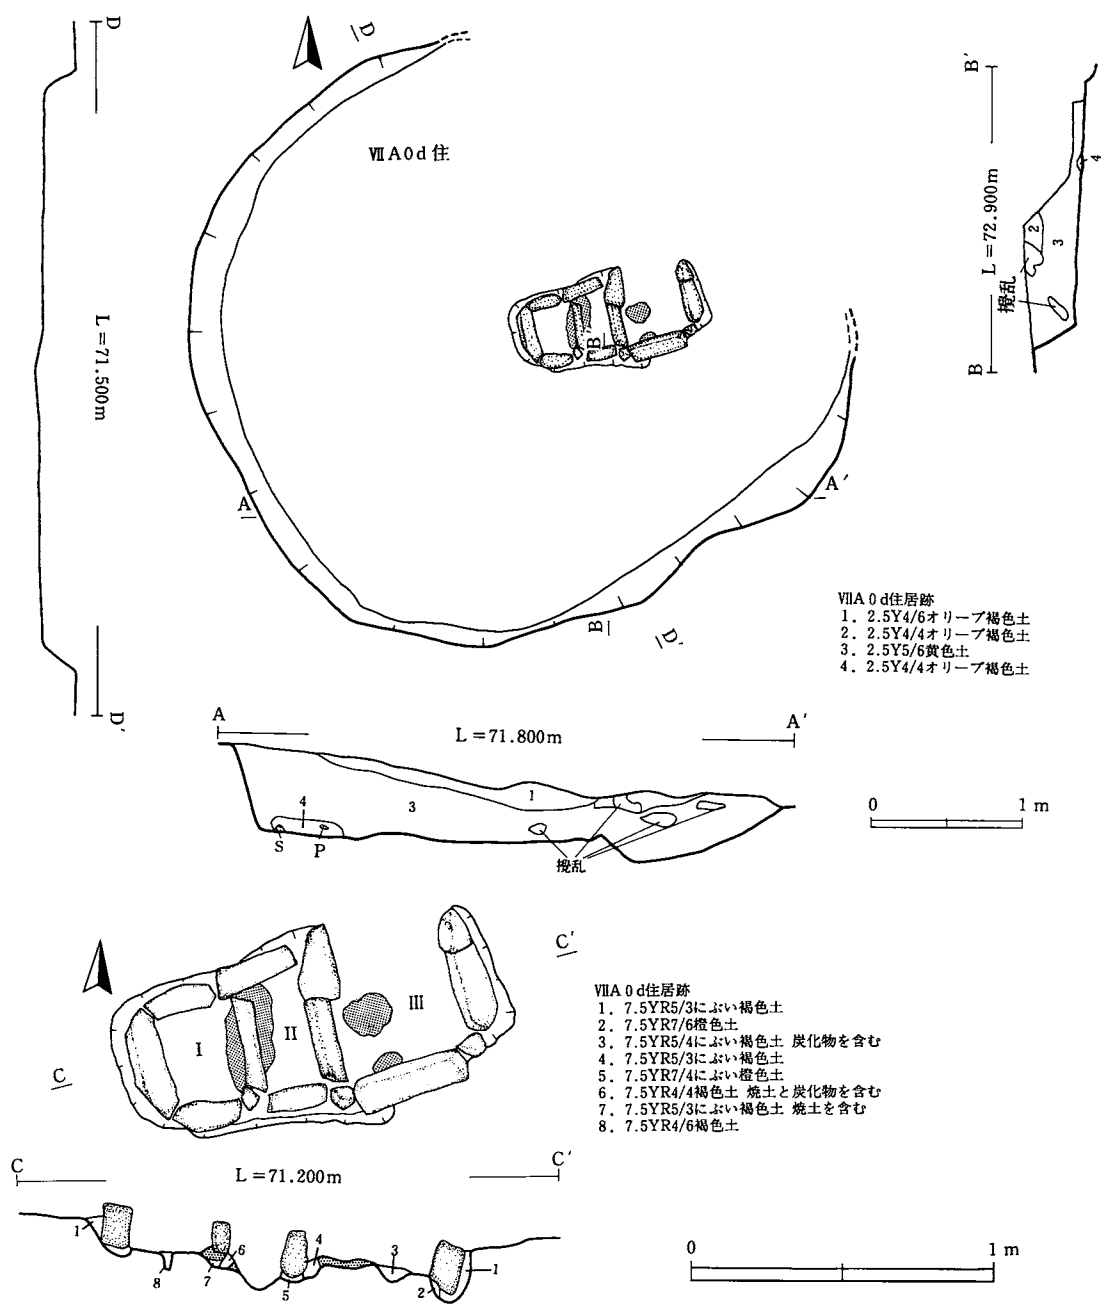 D
L=71.500m
D'
D
ⅦA0d住
B'
L=72.900m
B
4
2
3
攪乱
B
A
A'
B
D'
ⅦA0d住居跡
1. 2.5Y4/6オリーブ褐色土
2. 2.5Y4/4オリーブ褐色土
3. 2.5Y5/6黄色土
4. 2.5Y4/4オリーブ褐色土
A
L=71.800m
A'
4
3
1
S
P
攪乱
0
1m
C'
Ⅰ
Ⅱ
Ⅲ
C
ⅦA0d住居跡
1. 7.5YR5/3にぶい褐色土
2. 7.5YR7/6橙色土
3. 7.5YR5/4にぶい褐色土 炭化物を含む
4. 7.5YR5/3にぶい褐色土
5. 7.5YR7/4にぶい橙色土
6. 7.5YR4/4褐色土 焼土と炭化物を含む
7. 7.5YR5/3にぶい褐色土 焼土を含む
8. 7.5YR4/6褐色土
C
L=71.200m
C'
1
8
7
6
5
4
3
2
1
0
1m